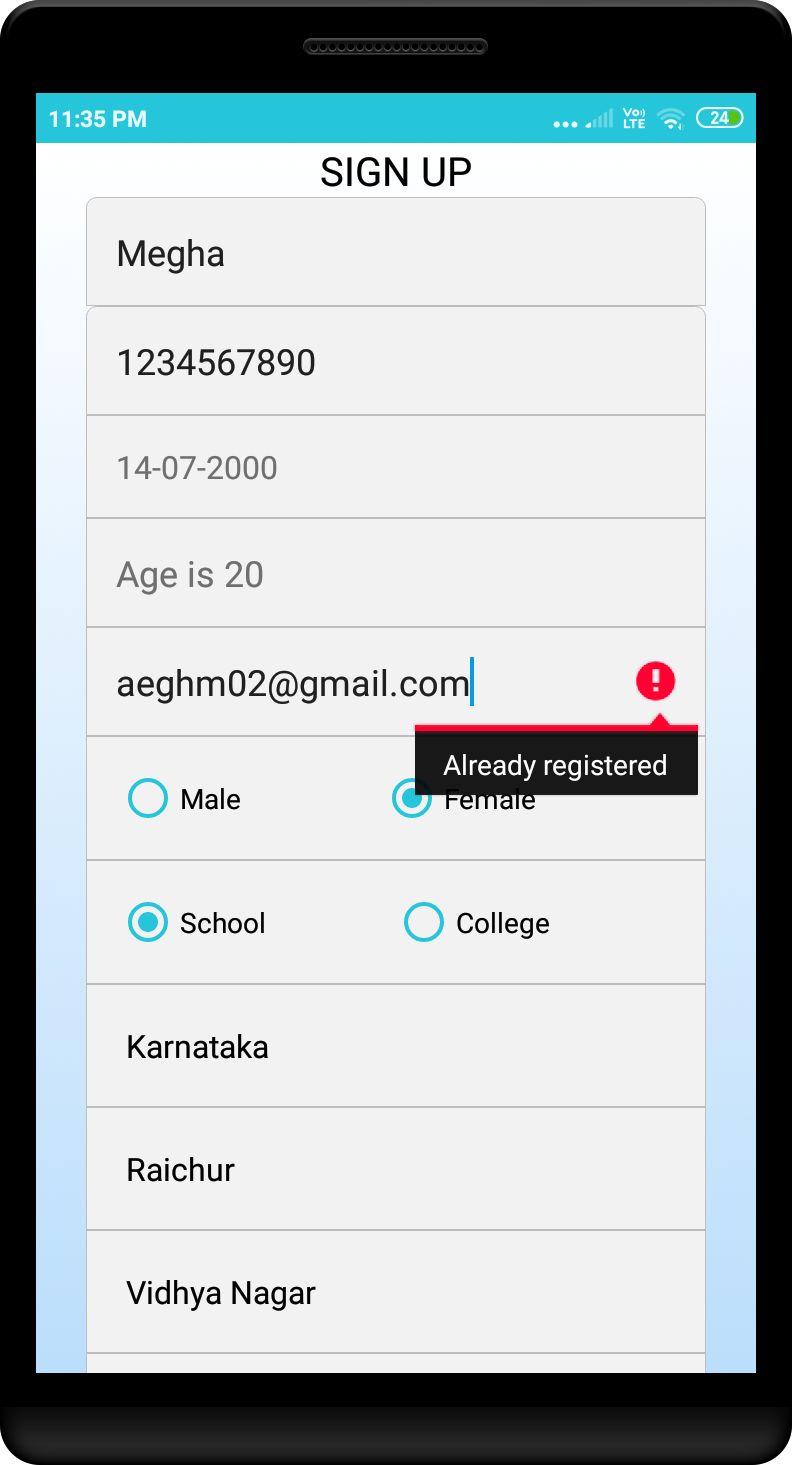 11:35 PM Vo)) LTE 24
SIGN UP
Megha
1234567890
14-07-2000
Age is 20
aeghm02@gmail.com
Already registered
Male Female
School College
Karnataka
Raichur
Vidhya Nagar